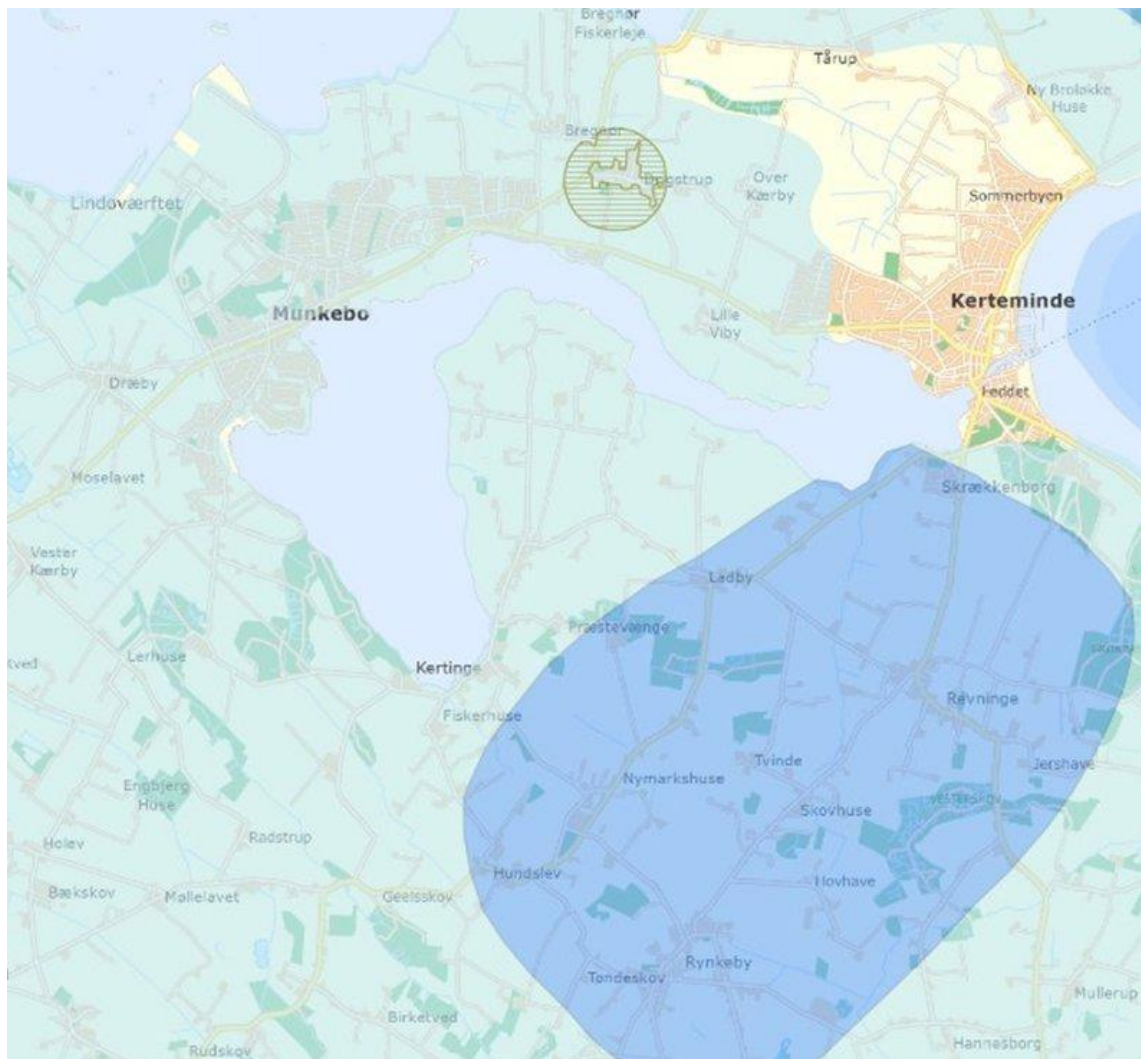 Bregnør
Fiskerleje
Tårup
Ny Broløkke
Huse
Bregnør
Dalstrup
Over
Kærby
Sommerbyen
Lindoværftet
Munkebo
Lille
Viby
Kerteminde
Dræby
Feddet
Moselavet
Skrækkenborg
Vester
Kærby
Ladby
Præstevænge
Lerhuse
Kertinge
Revninge
Fiskerhuse
Tvinde
Jershave
Nymarkshuse
Engbjerg
Huse
Skovhuse
Radstrup
Holev
Hundslev
Hovhave
Bækskov
Møllelavet
Geelsskov
Rynkeby
Tøndeskov
Mullerup
Birketved
Rudskov
Hannesborg